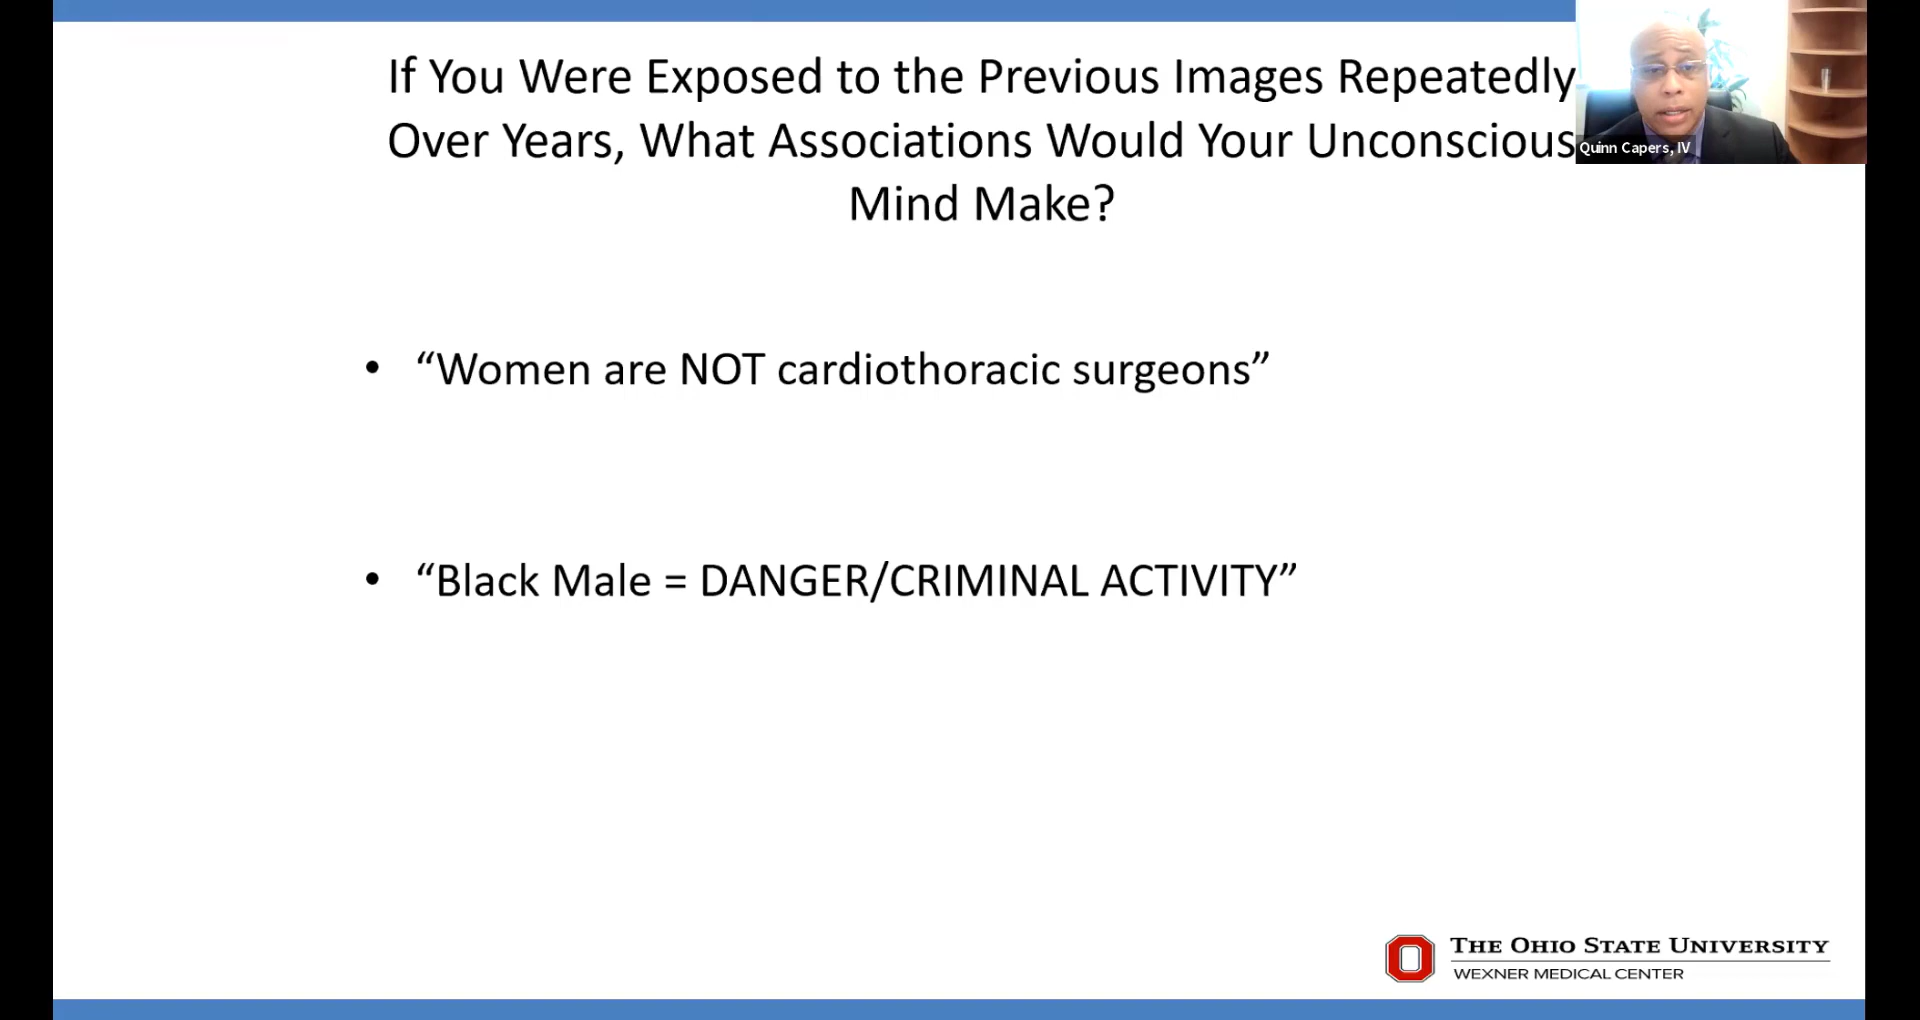 If You Were Exposed to the Previous Images Repeatedly
Over Years, What Associations Would Your Unconscious
Mind Make?
Quinn Capers, IV
• “Women are NOT cardiothoracic surgeons”
• “Black Male = DANGER/CRIMINAL ACTIVITY”
THE OHIO STATE UNIVERSITY
WEXNER MEDICAL CENTER